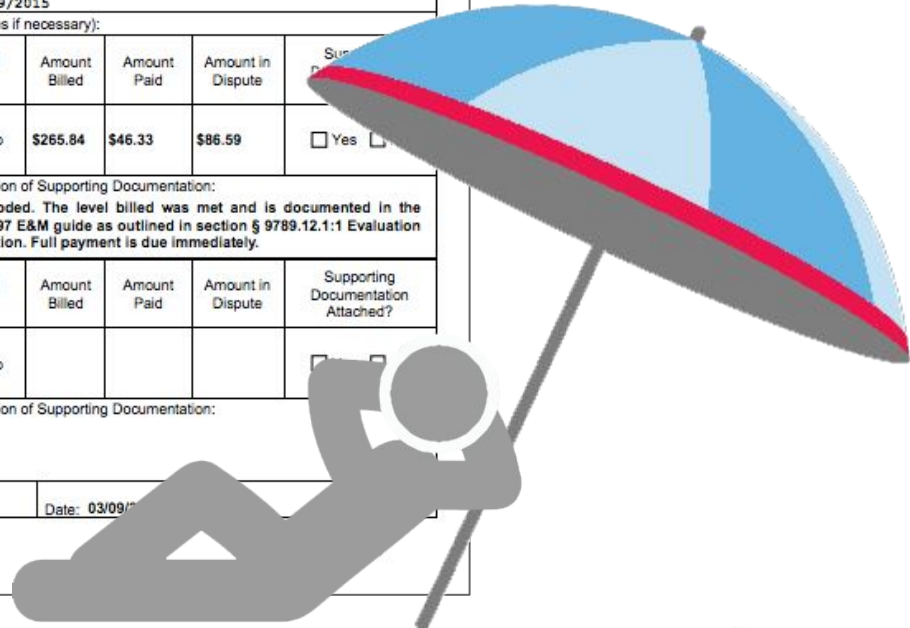 9/2015
s if necessary):
Amount Billed Amount Paid Amount in Dispute
$265.84 $46.33 $86.59 Yes
on of Supporting Documentation:
oded. The level billed was met and is documented in the
97 E&M guide as outlined in section § 9789.12.1:1 Evaluation
ion. Full payment is due immediately.
Amount Billed Amount Paid Amount in Dispute Supporting Documentation Attached?
on of Supporting Documentation:
Date: 03/09/